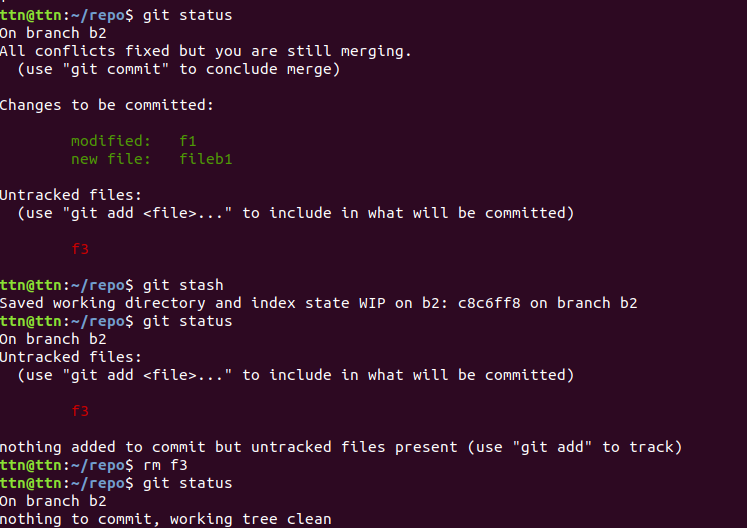 ttn@ttn:~/repo$ git status
On branch b2
All conflicts fixed but you are still merging.
  (use "git commit" to conclude merge)

Changes to be committed:

        modified:   f1
        new file:   fileb1

Untracked files:
  (use "git add <file>..." to include in what will be committed)

        f3

ttn@ttn:~/repo$ git stash
Saved working directory and index state WIP on b2: c8c6ff8 on branch b2
ttn@ttn:~/repo$ git status
On branch b2
Untracked files:
  (use "git add <file>..." to include in what will be committed)

        f3

nothing added to commit but untracked files present (use "git add" to track)
ttn@ttn:~/repo$ rm f3
ttn@ttn:~/repo$ git status
On branch b2
nothing to commit, working tree clean